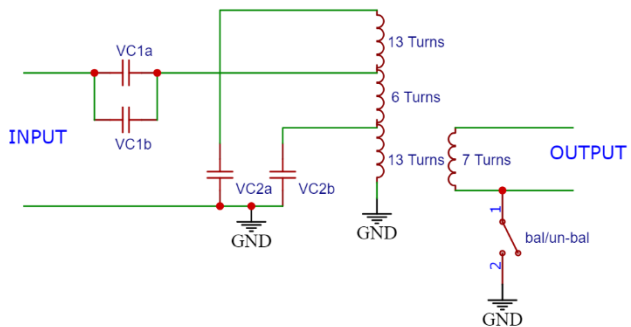 VC1a
13 Turns
6 Turns
VC1b
INPUT
13 Turns
7 Turns
OUTPUT
VC2a
VC2b
1
GND
GND
bal/un-bal
2
GND